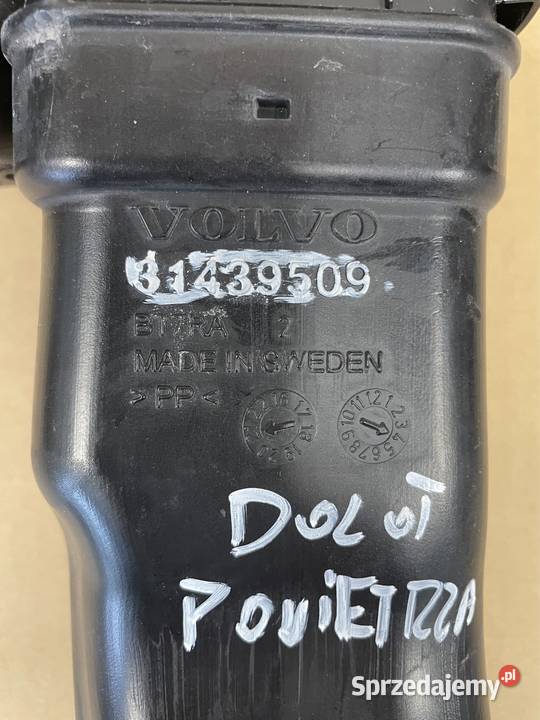 VOLVO
31439509
MADE IN SWEDEN
>PP<
DOLOT
POWIETRZA
Sprzedajemy.pl